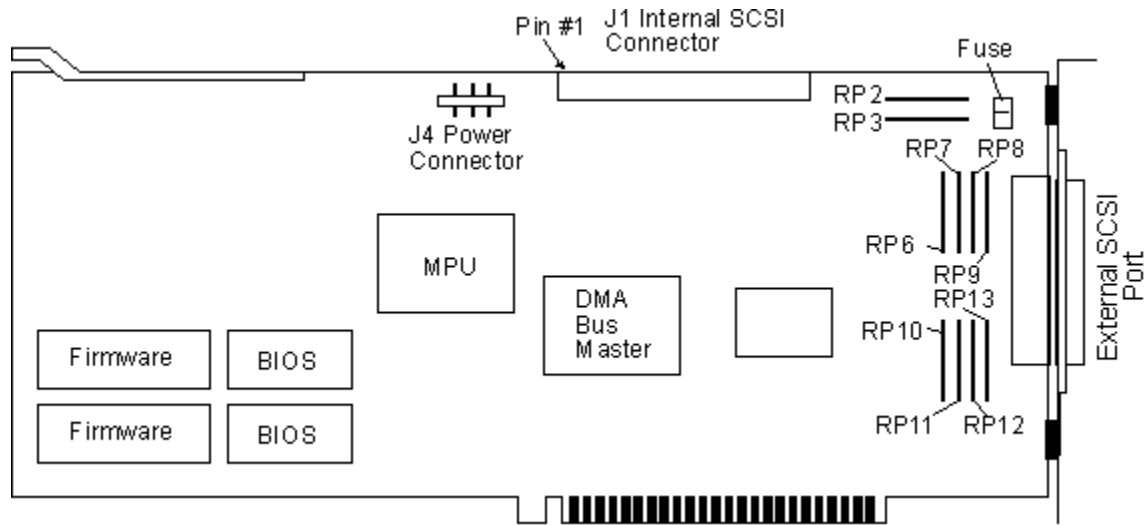 Pin #1
J1 Internal SCSI
Connector
Fuse
RP2
RP3
J4 Power
Connector
RP7
RP8
RP6
RP9
MPU
DMA
Bus
Master
RP13
RP10
External SCSI
Port
Firmware
BIOS
Firmware
BIOS
RP11
RP12